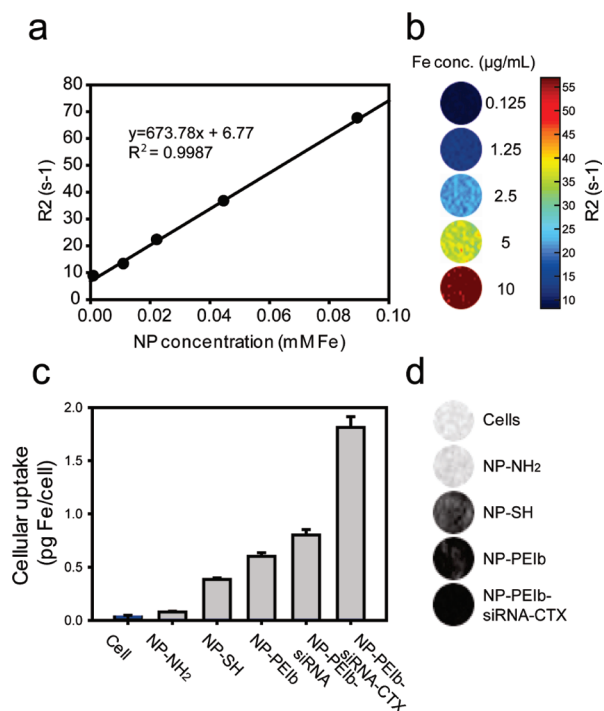 a
80
70
60
50
40
30
20
10
0
R2 (s-1)
y=673.78x + 6.77
R² = 0.9987
0.00 0.02 0.04 0.06 0.08 0.10
NP concentration (mM Fe)
b
Fe conc. (µg/mL)
0.125
1.25
2.5
5
10
55
50
45
40
35
30
25
20
15
10
R2 (s-1)
c
2.0
1.5
1.0
0.5
0.0
Cellular uptake
(pg Fe/cell)
Cell
NP-NH2
NP-SH
NP-PEIb
NP-PEIb-
siRNA
NP-PEIb-
siRNA-CTX
d
Cells
NP-NH2
NP-SH
NP-PEIb
NP-PEIb-
siRNA-CTX